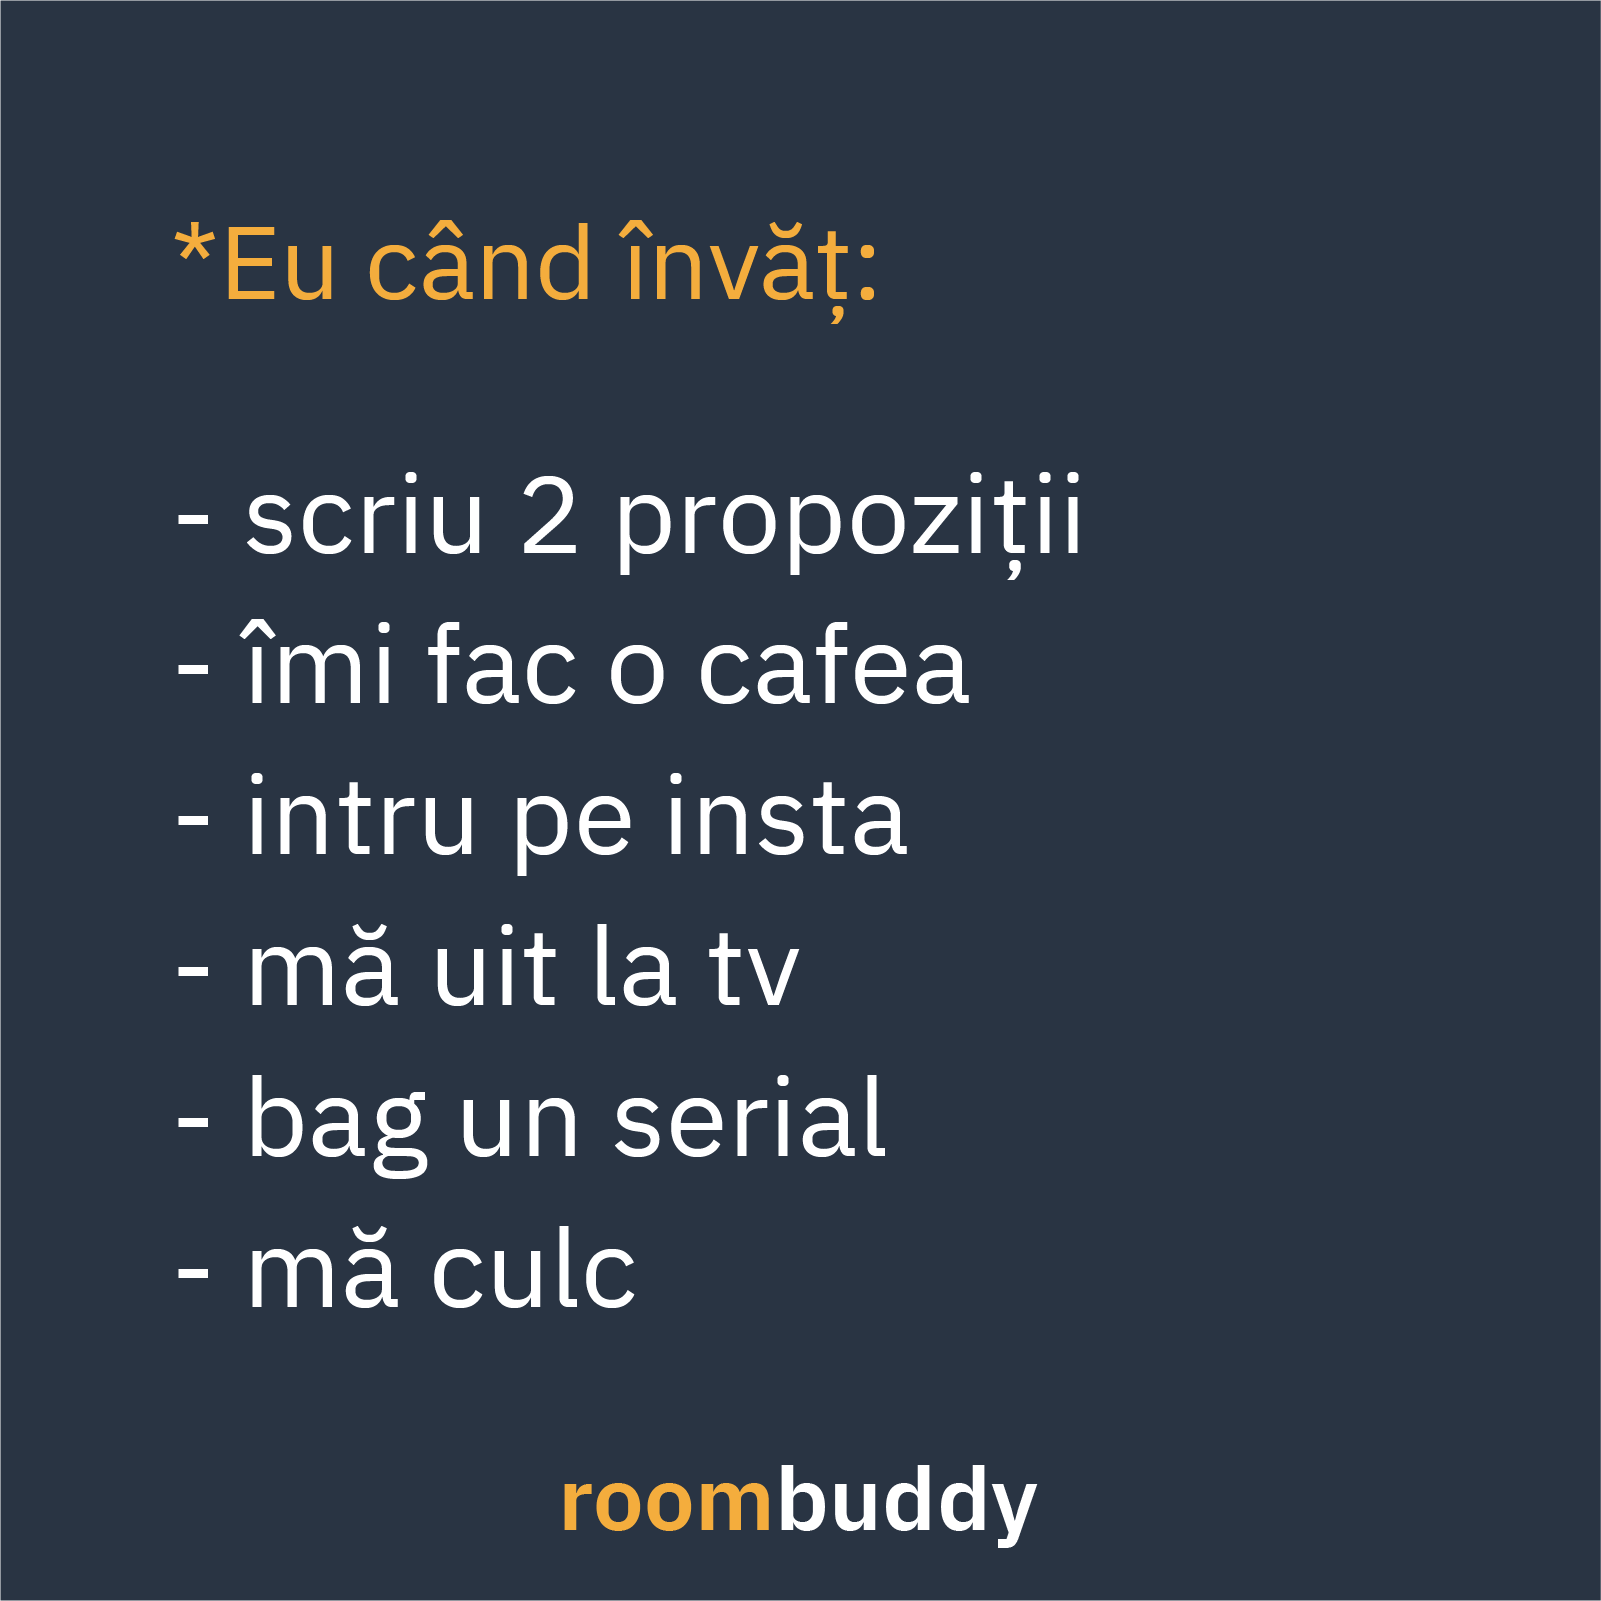 *Eu când învăț:
- scriu 2 propoziții
- îmi fac o cafea
- intru pe insta
- mă uit la tv
- bag un serial
- mă culc
roombuddy